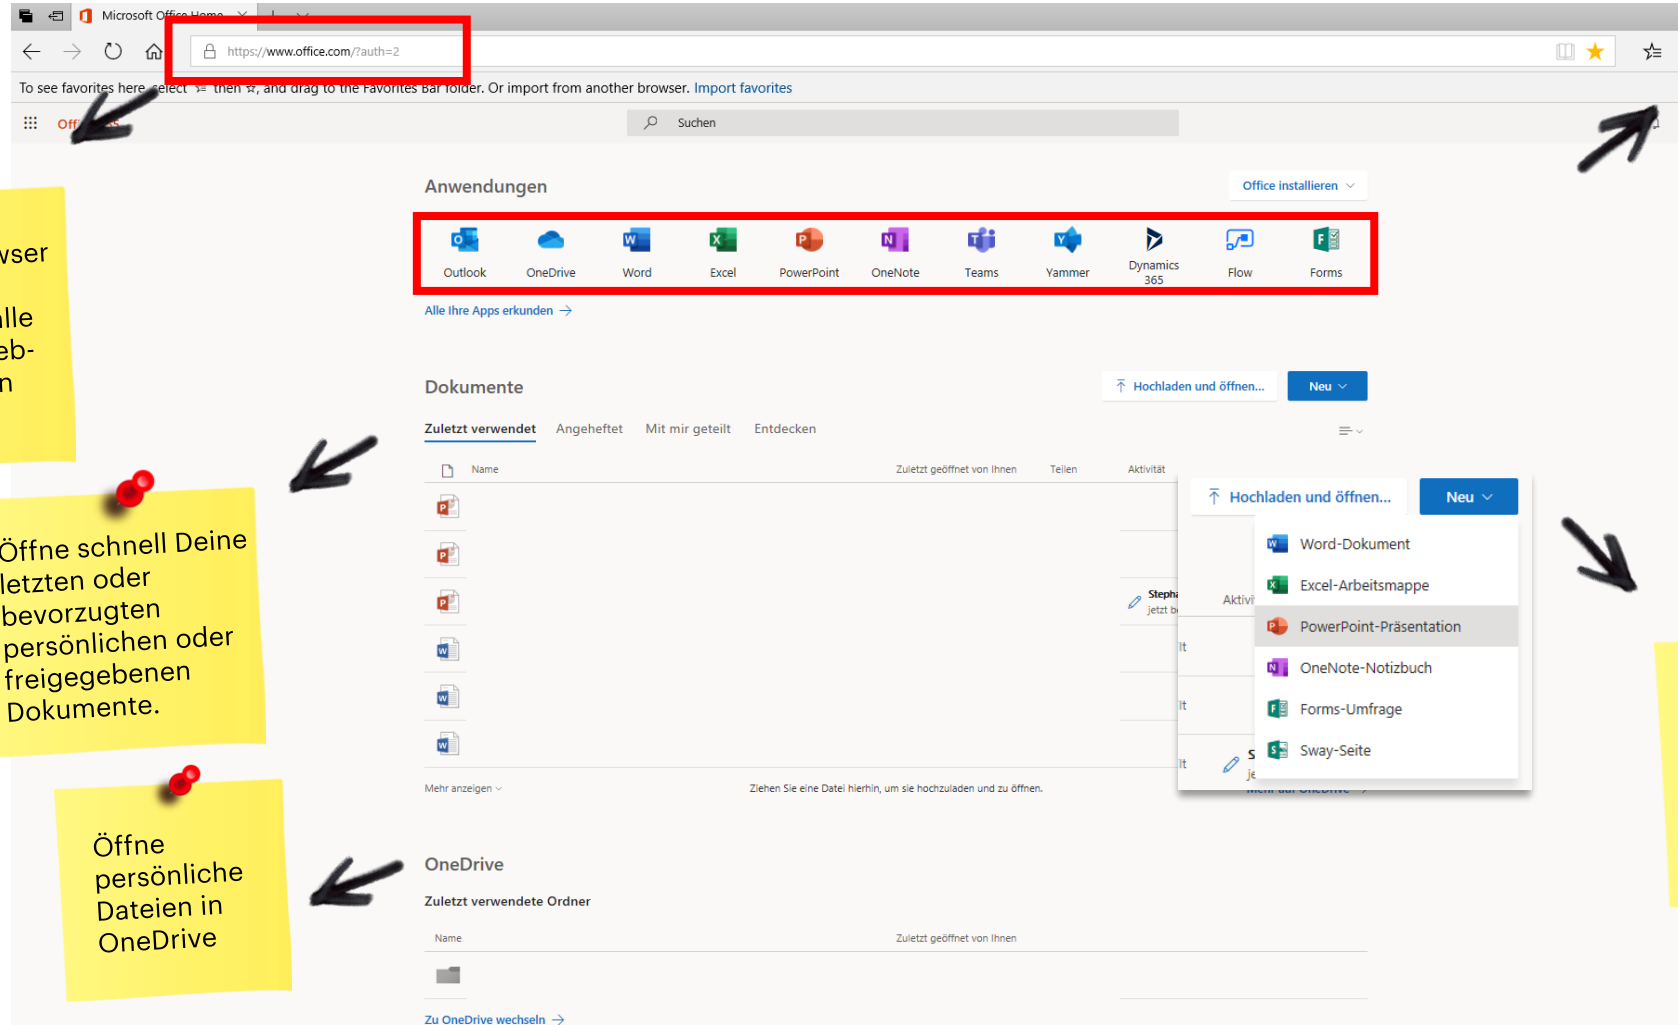 Microsoft Office Home
https://www.office.com/?auth=2
To see favorites here, select then ☆, and drag to the Favorites Bar folder. Or import from another browser. Import favorites
Suchen
Anwendungen
Office installieren
Outlook
OneDrive
Word
Excel
PowerPoint
OneNote
Teams
Yammer
Dynamics
365
Flow
Forms
Alle Ihre Apps erkunden →
Dokumente
Hochladen und öffnen...
Neu
Zuletzt verwendet Angeheftet Mit mir geteilt Entdecken
Name Zuletzt geöffnet von Ihnen Teilen Aktivität
jetzt
Hochladen und öffnen...
Neu
Word-Dokument
Excel-Arbeitsmappe
PowerPoint-Präsentation
OneNote-Notizbuch
Forms-Umfrage
Sway-Seite
Mehr anzeigen
Ziehen Sie eine Datei hierhin, um sie hochzuladen und zu öffnen.
OneDrive
Zuletzt verwendete Ordner
Name Zuletzt geöffnet von Ihnen
Zu OneDrive wechseln →
Öffne schnell Deine
letzten oder
bevorzugten
persönlichen oder
freigegebenen
Dokumente.
Öffne
persönliche
Dateien in
OneDrive